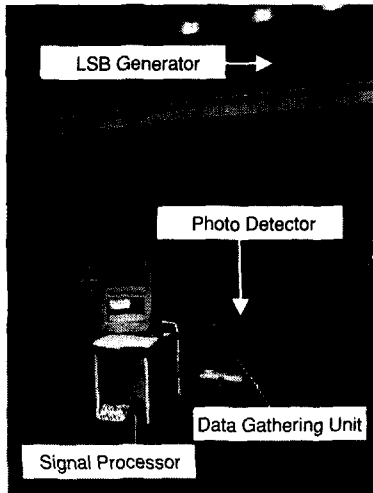 LSB Generator
Photo Detector
Data Gathering Unit
Signal Processor